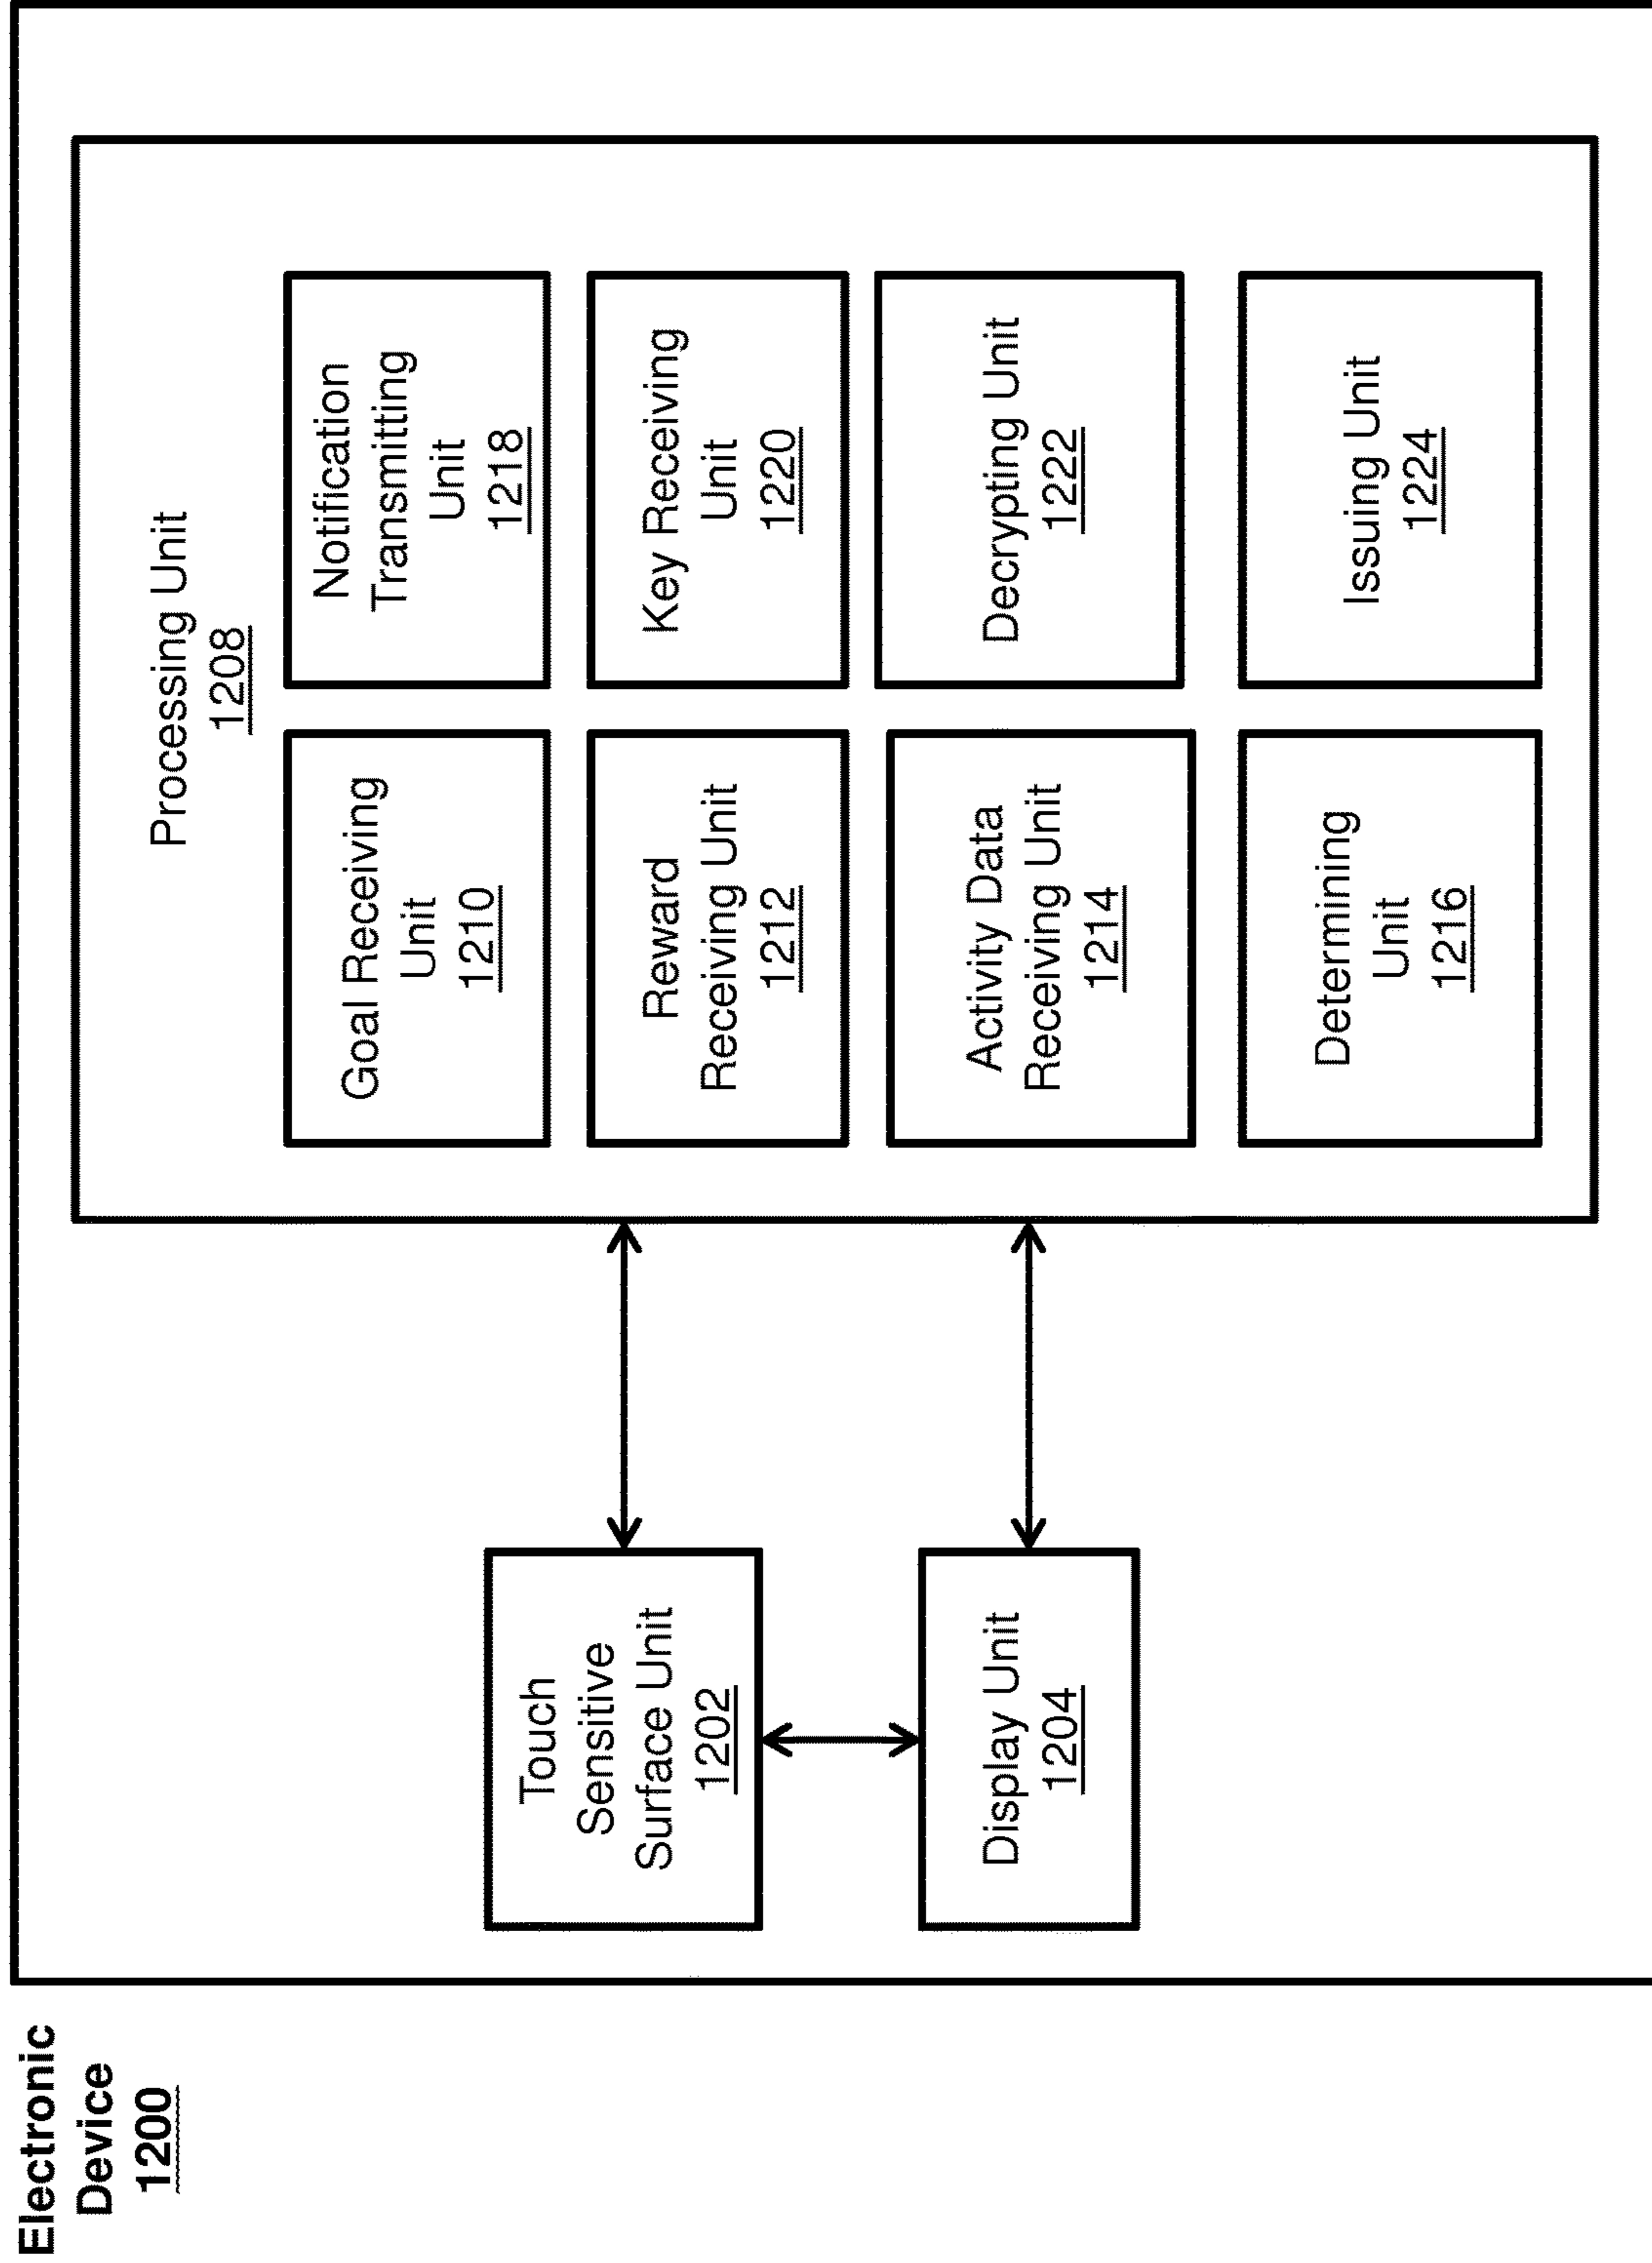 Electronic
Device
1200
Touch
Sensitive
Surface Unit
1202
Display Unit
1204
Processing Unit
1208
Goal Receiving
Unit
1210
Notification
Transmitting
Unit
1218
Reward
Receiving Unit
1212
Key Receiving
Unit
1220
Activity Data
Receiving Unit
1214
Decrypting Unit
1222
Determining
Unit
1216
Issuing Unit
1224